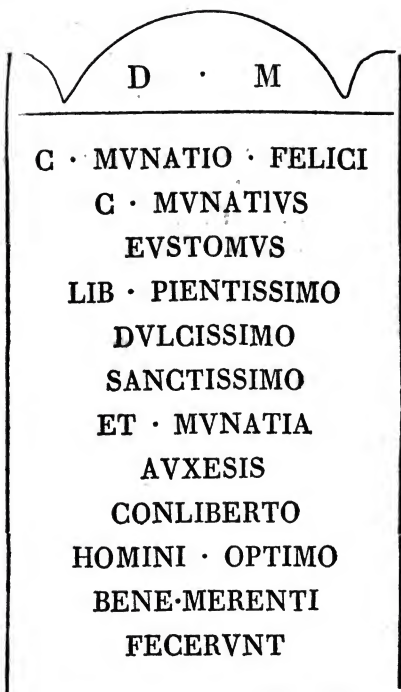 D · M
C · MVNATIO · FELICI
C · MVNATIVS
EVSTOMVS
LIB · PIENTISSIMO
DVLCISSIMO
SANCTISSIMO
ET · MVNATIA
AVXESIS
CONLIBERTO
HOMINI · OPTIMO
BENE·MERENTI
FECERVNT